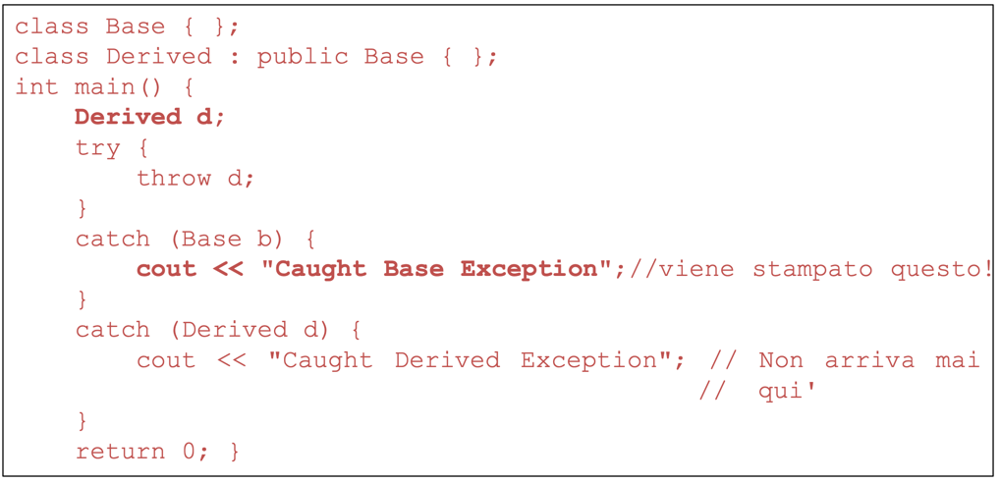 class Base { };
class Derived : public Base { };
int main() {
    Derived d;
    try {
        throw d;
    }
    catch (Base b) {
        cout << "Caught Base Exception";//viene stampato questo!
    }
    catch (Derived d) {
        cout << "Caught Derived Exception"; // Non arriva mai
                                            // qui'
    }
    return 0; }